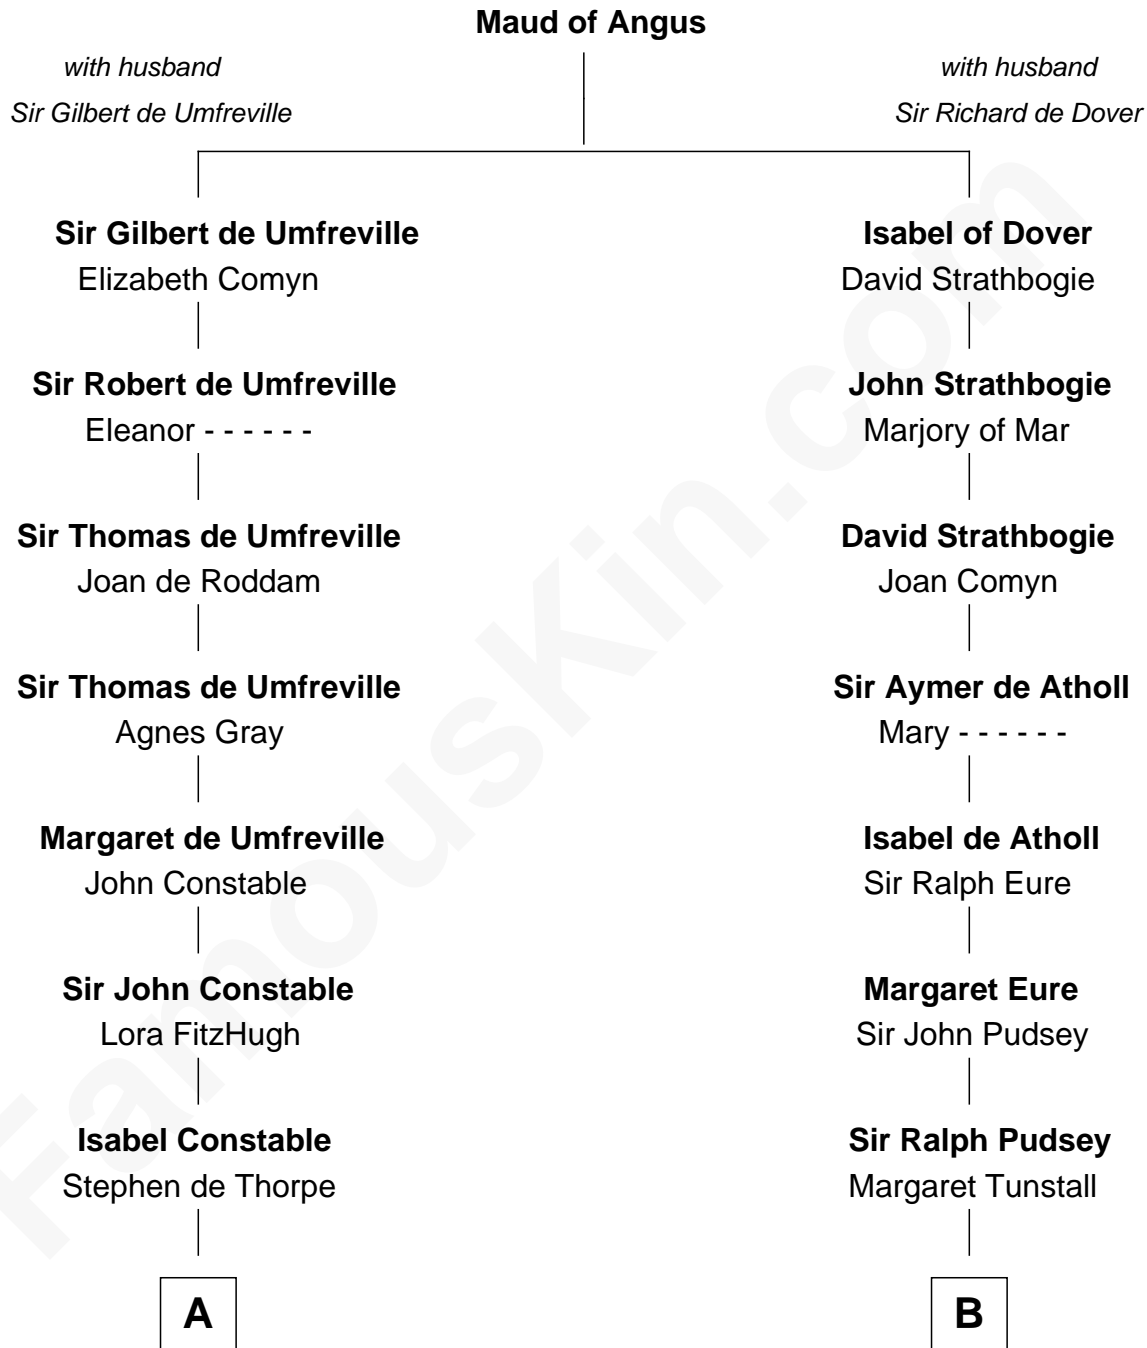 Maud of Angus
with husband
Sir Gilbert de Umfreville
with husband
Sir Richard de Dover
Sir Gilbert de Umfreville
Elizabeth Comyn
Isabel of Dover
David Strathbogie
Sir Robert de Umfreville
Eleanor - - - - - -
John Strathbogie
Marjory of Mar
Sir Thomas de Umfreville
Joan de Roddam
David Strathbogie
Joan Comyn
Sir Thomas de Umfreville
Agnes Gray
Sir Aymer de Atholl
Mary - - - - - -
Margaret de Umfreville
John Constable
Isabel de Atholl
Sir Ralph Eure
Sir John Constable
Lora FitzHugh
Margaret Eure
Sir John Pudsey
Isabel Constable
Stephen de Thorpe
Sir Ralph Pudsey
Margaret Tunstall
A
B
FamousKin.com